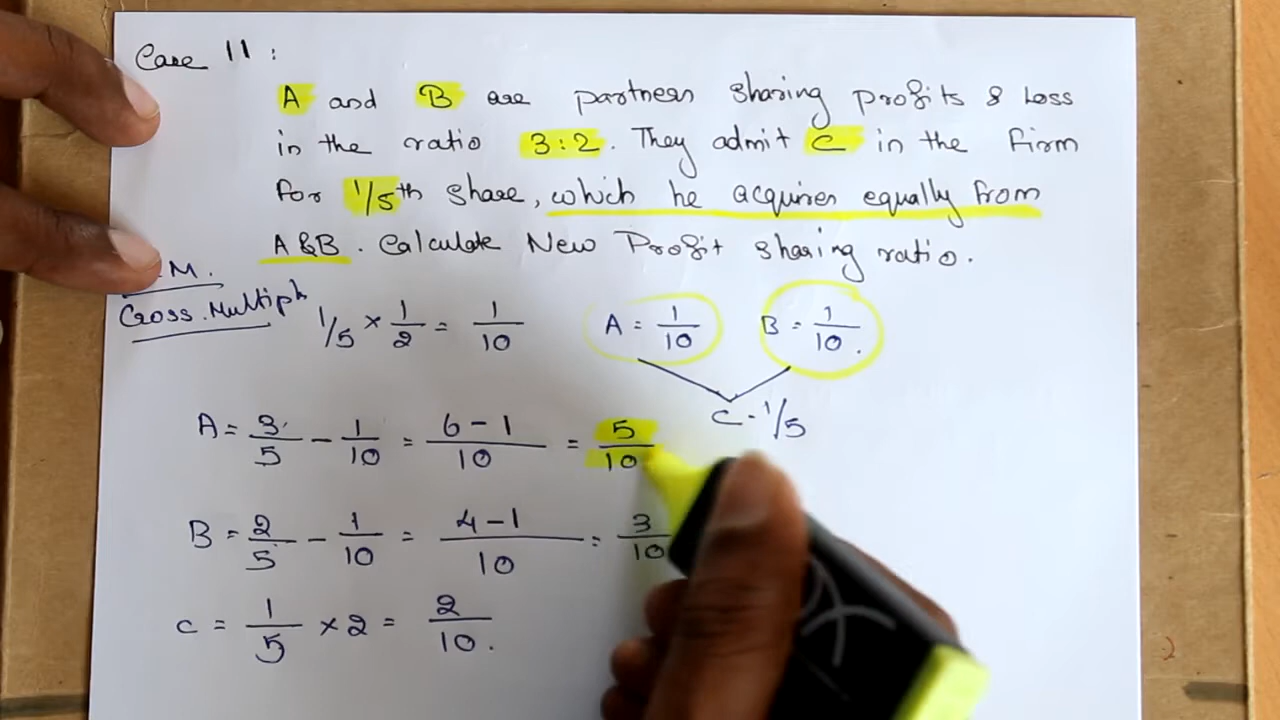 Case 11:
A and B are partners sharing profits & Loss
in the ratio 3:2. They admit C in the firm
for 1/5th share, which he acquires equally from
A&B. Calculate New Profit sharing ratio.
.M.
Cross.Multipl
1/5 × 1/2 = 1/10 A = 1/10 B = 1/10.
C - 1/5
A = 3/5 - 1/10 = 6-1/10 = 5/10
B = 2/5 - 1/10 = 4-1/10 = 3/10
C = 1/5 × 2 = 2/10.